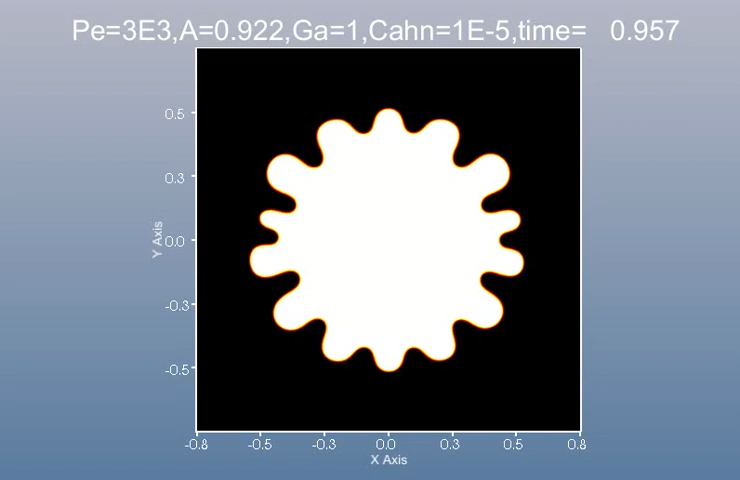 Pe=3E3,A=0.922,Ga=1,Cahn=1E-5,time= 0.957
0.5
0.3
0.0
-0.3
-0.5
Y Axis
-0.8 -0.5 -0.3 0.0 0.3 0.5 0.8
X Axis